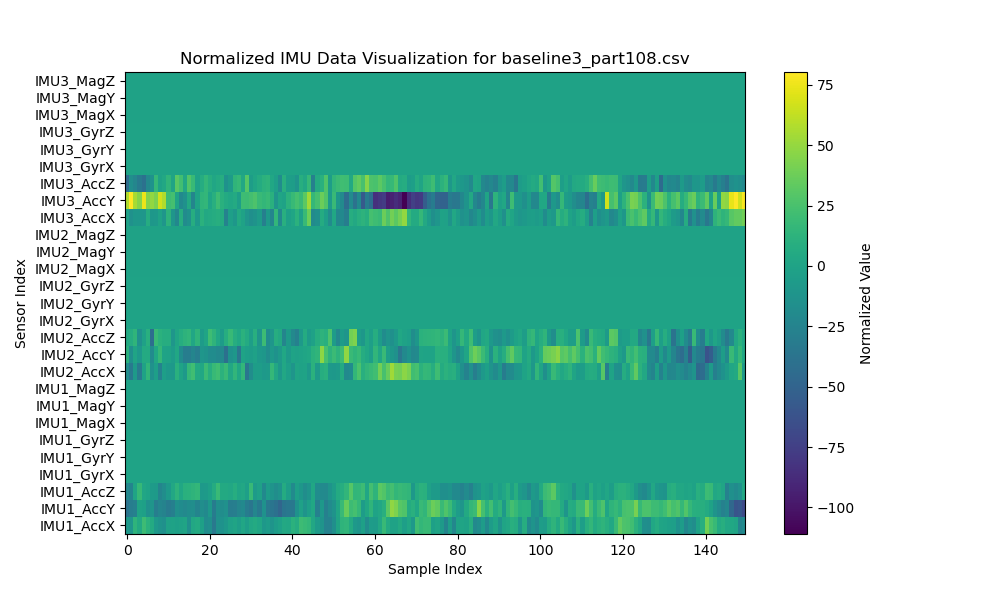 Normalized IMU Data Visualization for baseline3_part108.csv
IMU3_MagZ
IMU3_MagY
IMU3_MagX
IMU3_GyrZ
IMU3_GyrY
IMU3_GyrX
IMU3_AccZ
IMU3_AccY
IMU3_AccX
IMU2_MagZ
IMU2_MagY
IMU2_MagX
IMU2_GyrZ
IMU2_GyrY
IMU2_GyrX
IMU2_AccZ
IMU2_AccY
IMU2_AccX
IMU1_MagZ
IMU1_MagY
IMU1_MagX
IMU1_GyrZ
IMU1_GyrY
IMU1_GyrX
IMU1_AccZ
IMU1_AccY
IMU1_AccX
Sensor Index
0 20 40 60 80 100 120 140
Sample Index
75
50
25
0
−25
−50
−75
−100
Normalized Value